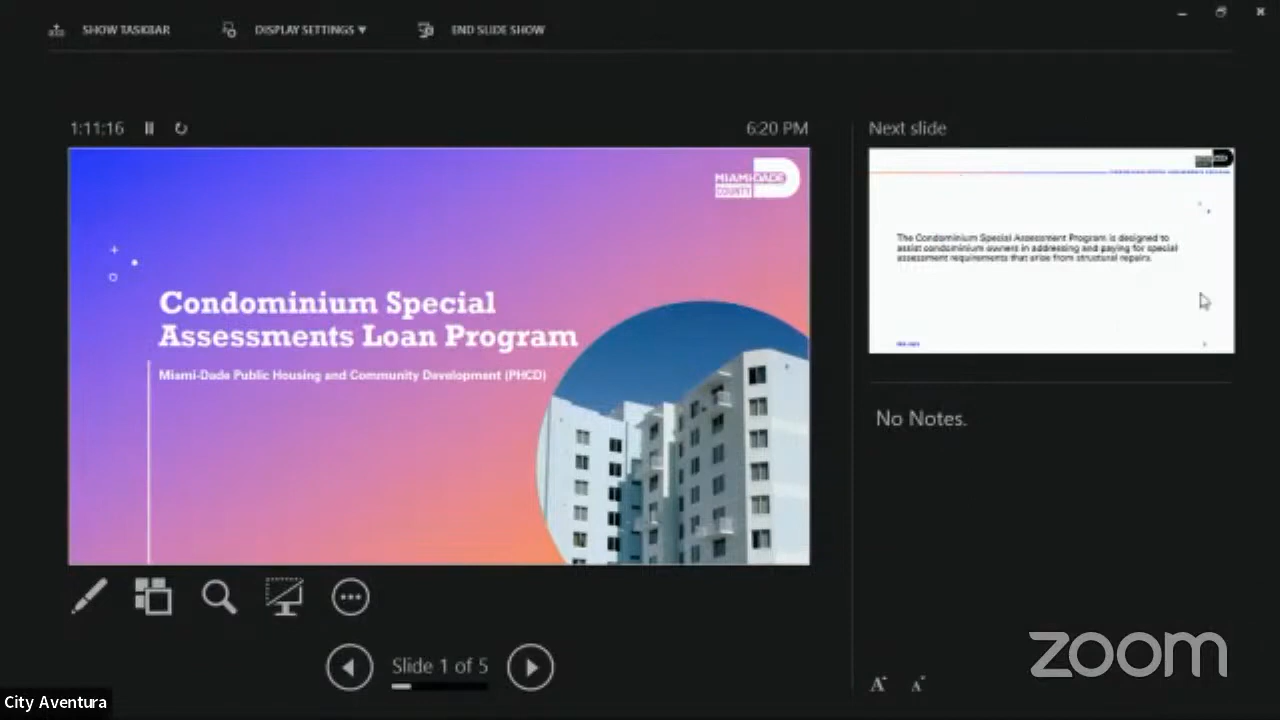 SHOW TASKBAR
DISPLAY SETTINGS ▼
END SLIDE SHOW
1:11:16
6:20 PM
Next slide
MIAMI-DADE
COUNTY
Condominium Special
Assessments Loan Program
Miami-Dade Public Housing and Community Development (PHCD)
The Condominium Special Assessment Program is designed to
assist condominium owners in addressing and paying for special
assessment requirements that arise from structural repairs.
No Notes.
Slide 1 of 5
A A
zoom
City Aventura